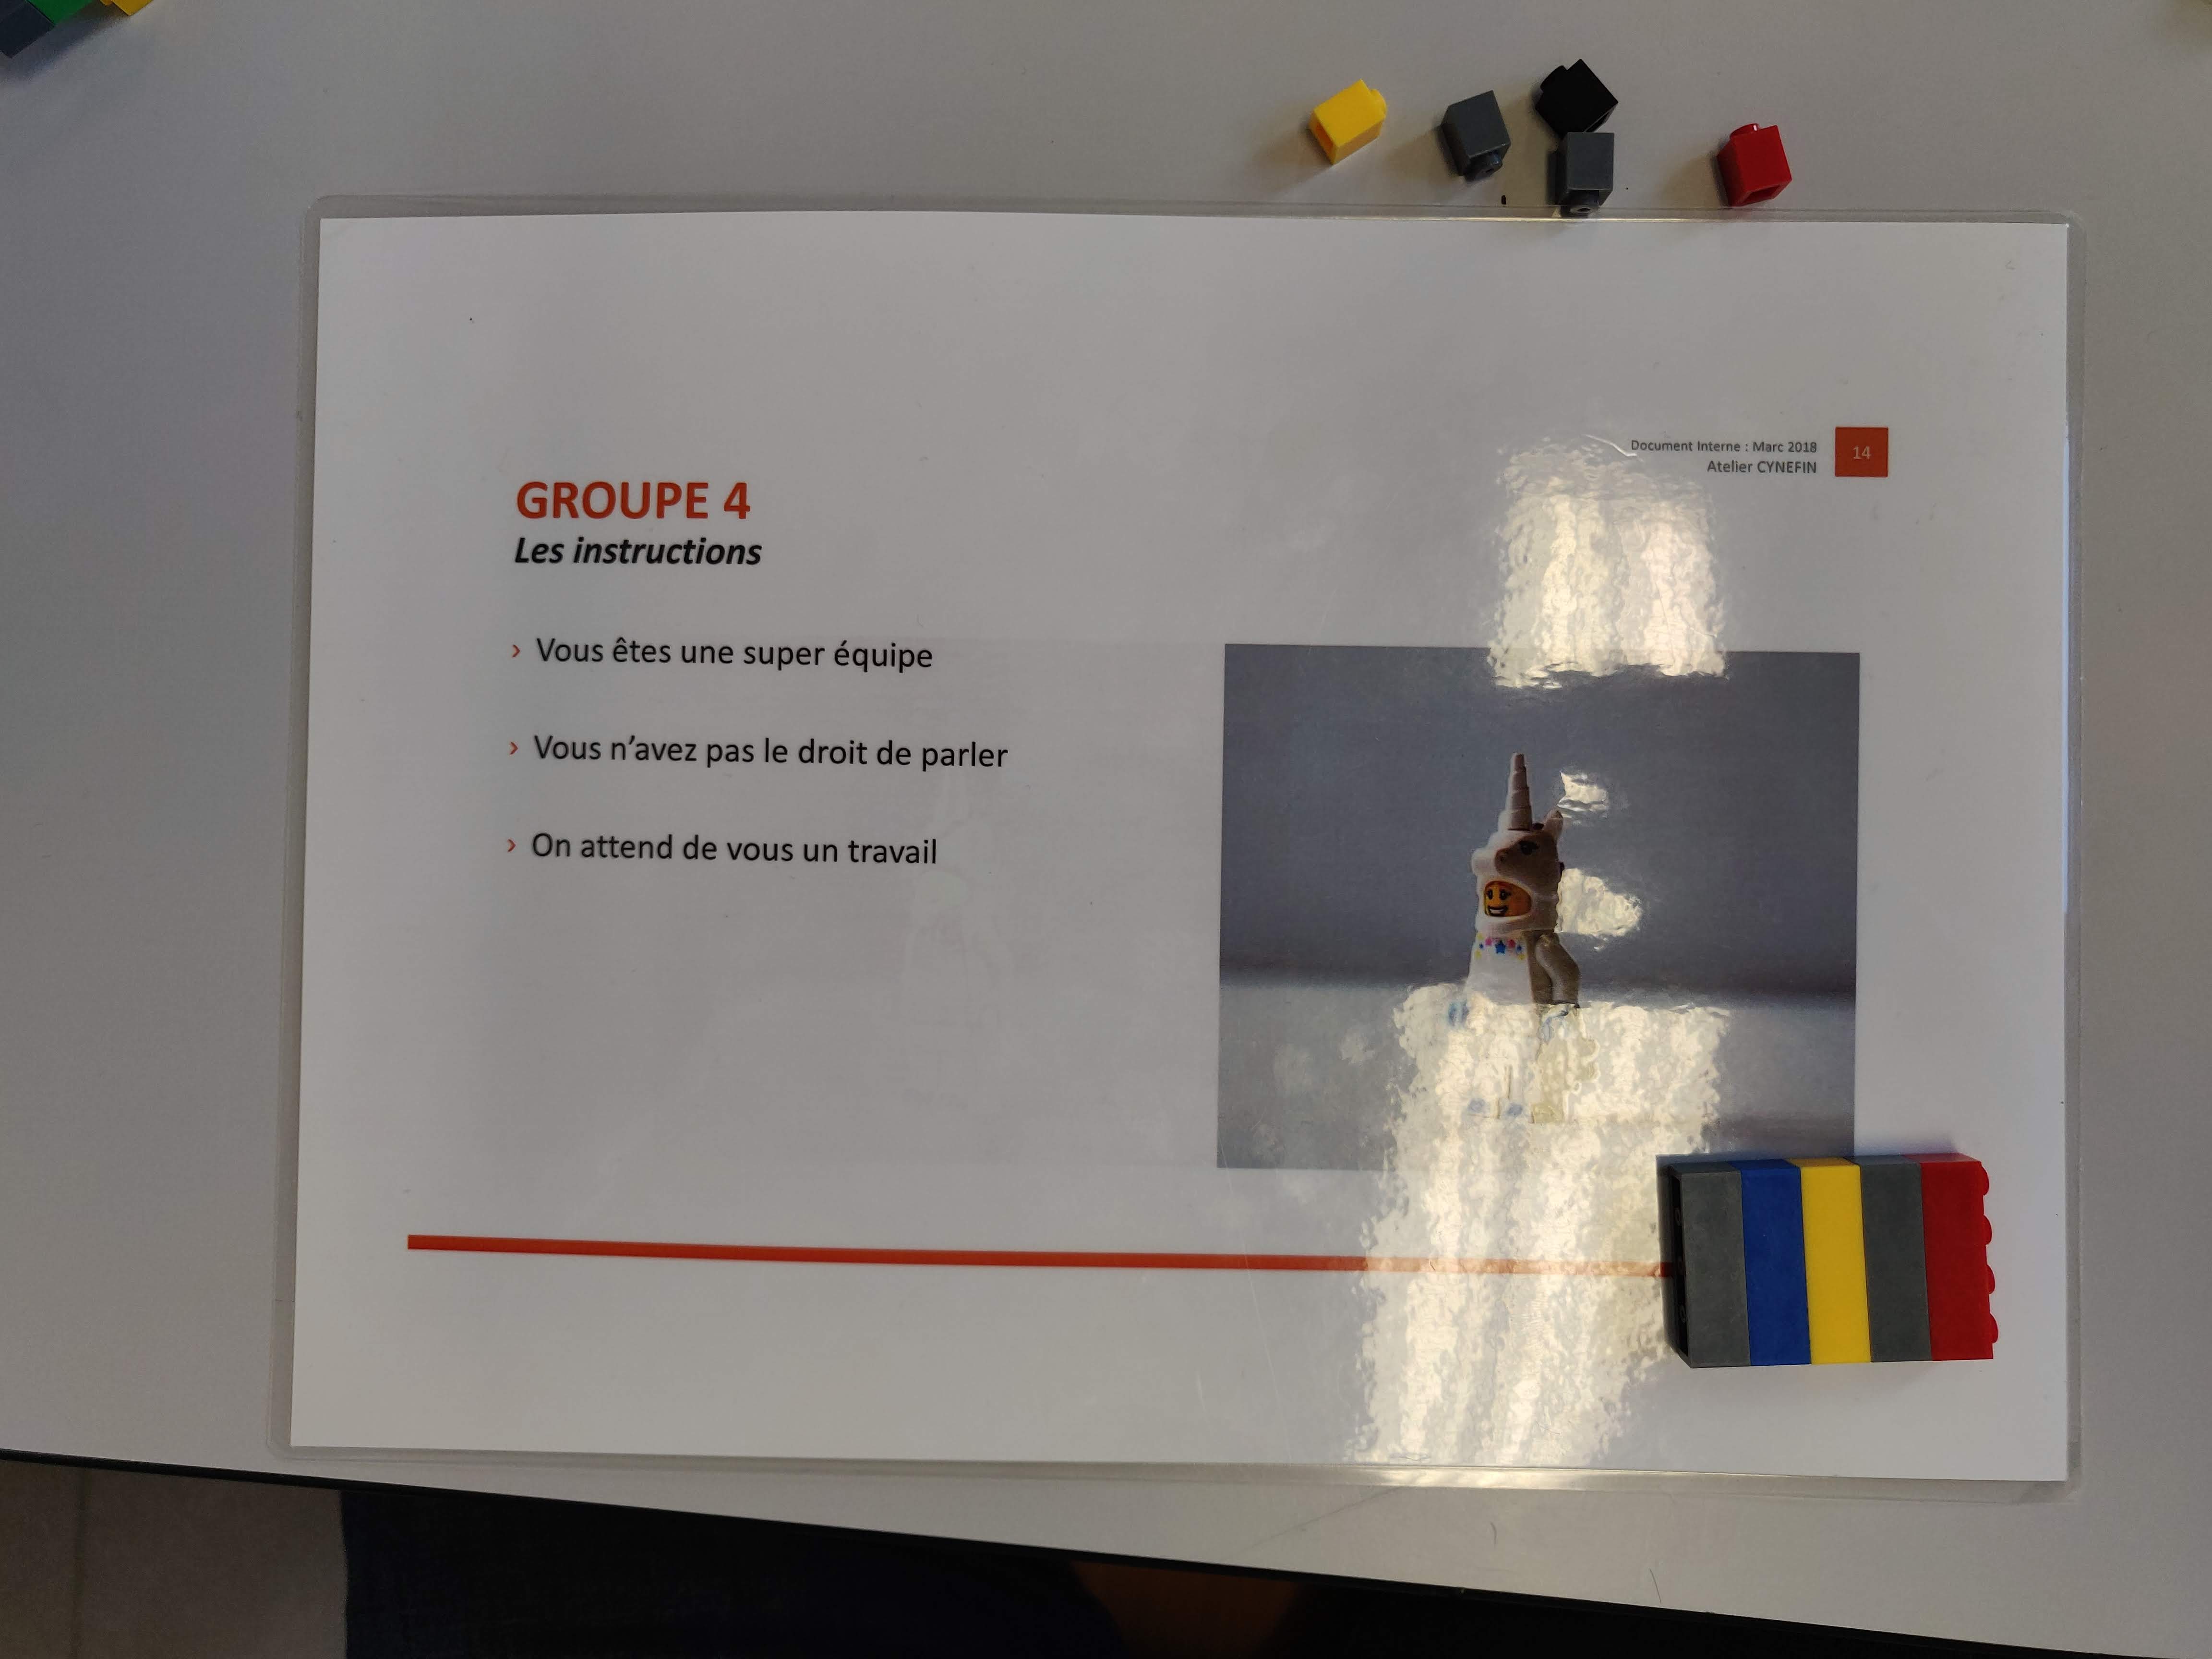 Document Interne : Marc 2018
Atelier CYNEFIN
14
GROUPE 4
Les instructions
› Vous êtes une super équipe
› Vous n’avez pas le droit de parler
› On attend de vous un travail